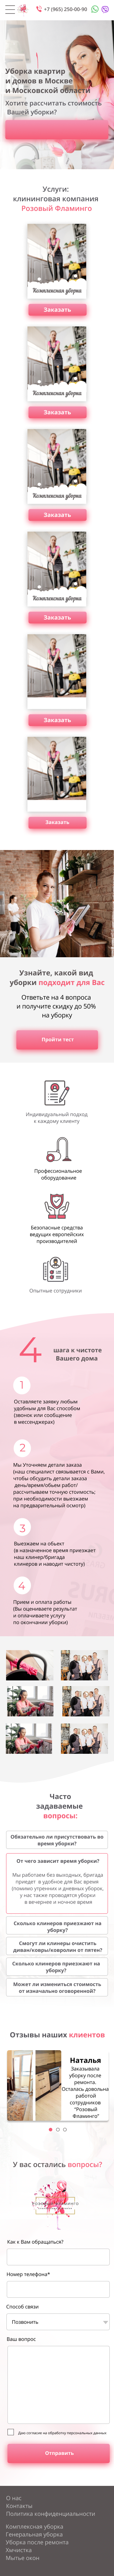 +7 (965) 250-00-90
Уборка квартир
и домов в Москве
и Московской области
Хотите рассчитать стоимость
Вашей уборки?
Услуги:
клининговая компания
Розовый Фламинго
Комплексная уборка
Заказать
Комплексная уборка
Заказать
Комплексная уборка
Заказать
Комплексная уборка
Заказать
Заказать
Заказать
Узнайте, какой вид
уборки подходит для Вас
Ответьте на 4 вопроса
и получите скидку до 50%
на уборку
Пройти тест
Индивидуальный подход
к каждому клиенту
Профессиональное
оборудование
Безопасные средства
ведущих европейских
производителей
Опытные сотрудники
4 шага к чистоте
Вашего дома
1
Оставляете заявку любым
удобным для Вас способом
(звонок или сообщение
в мессенджерах)
2
Мы Уточняем детали заказа
(наш специалист связывается с Вами,
чтобы обсудить детали заказа
день/время/объем работ/
рассчитываем точную стоимость;
при необходимости выезжаем
на предварительный осмотр)
3
Выезжаем на объект
(в назначенное время приезжает
наш клинер/бригада
клинеров и наводит чистоту)
4
Прием и оплата работы
(Вы оцениваете результат
и оплачиваете услугу
по окончании уборки)
Часто
задаваемые
вопросы:
Обязательно ли присутствовать во
время уборки?
От чего зависит время уборки?
Мы работаем без выходных, бригада
приедет в удобное для Вас время
(помимо утренних и дневных уборок,
у нас также проводятся уборки
в вечернее и ночное время
Сколько клинеров приезжают на
уборку?
Смогут ли клинеры очистить
диван/ковры/ковролин от пятен?
Сколько клинеров приезжают на
уборку?
Может ли измениться стоимость
от изначально оговоренной?
Отзывы наших клиентов
Наталья
Заказывала
уборку после
ремонта.
Осталась довольна
работой
сотрудников
"Розовый
Фламинго"
У вас остались вопросы?
Как к Вам обращаться?
Номер телефона*
Способ связи
Позвонить
Ваш вопрос
Даю согласие на обработку персональных данных
Отправить
О нас
Контакты
Политика конфеденциальности
Комплексная уборка
Генеральная уборка
Уборка после ремонта
Химчистка
Мытье окон